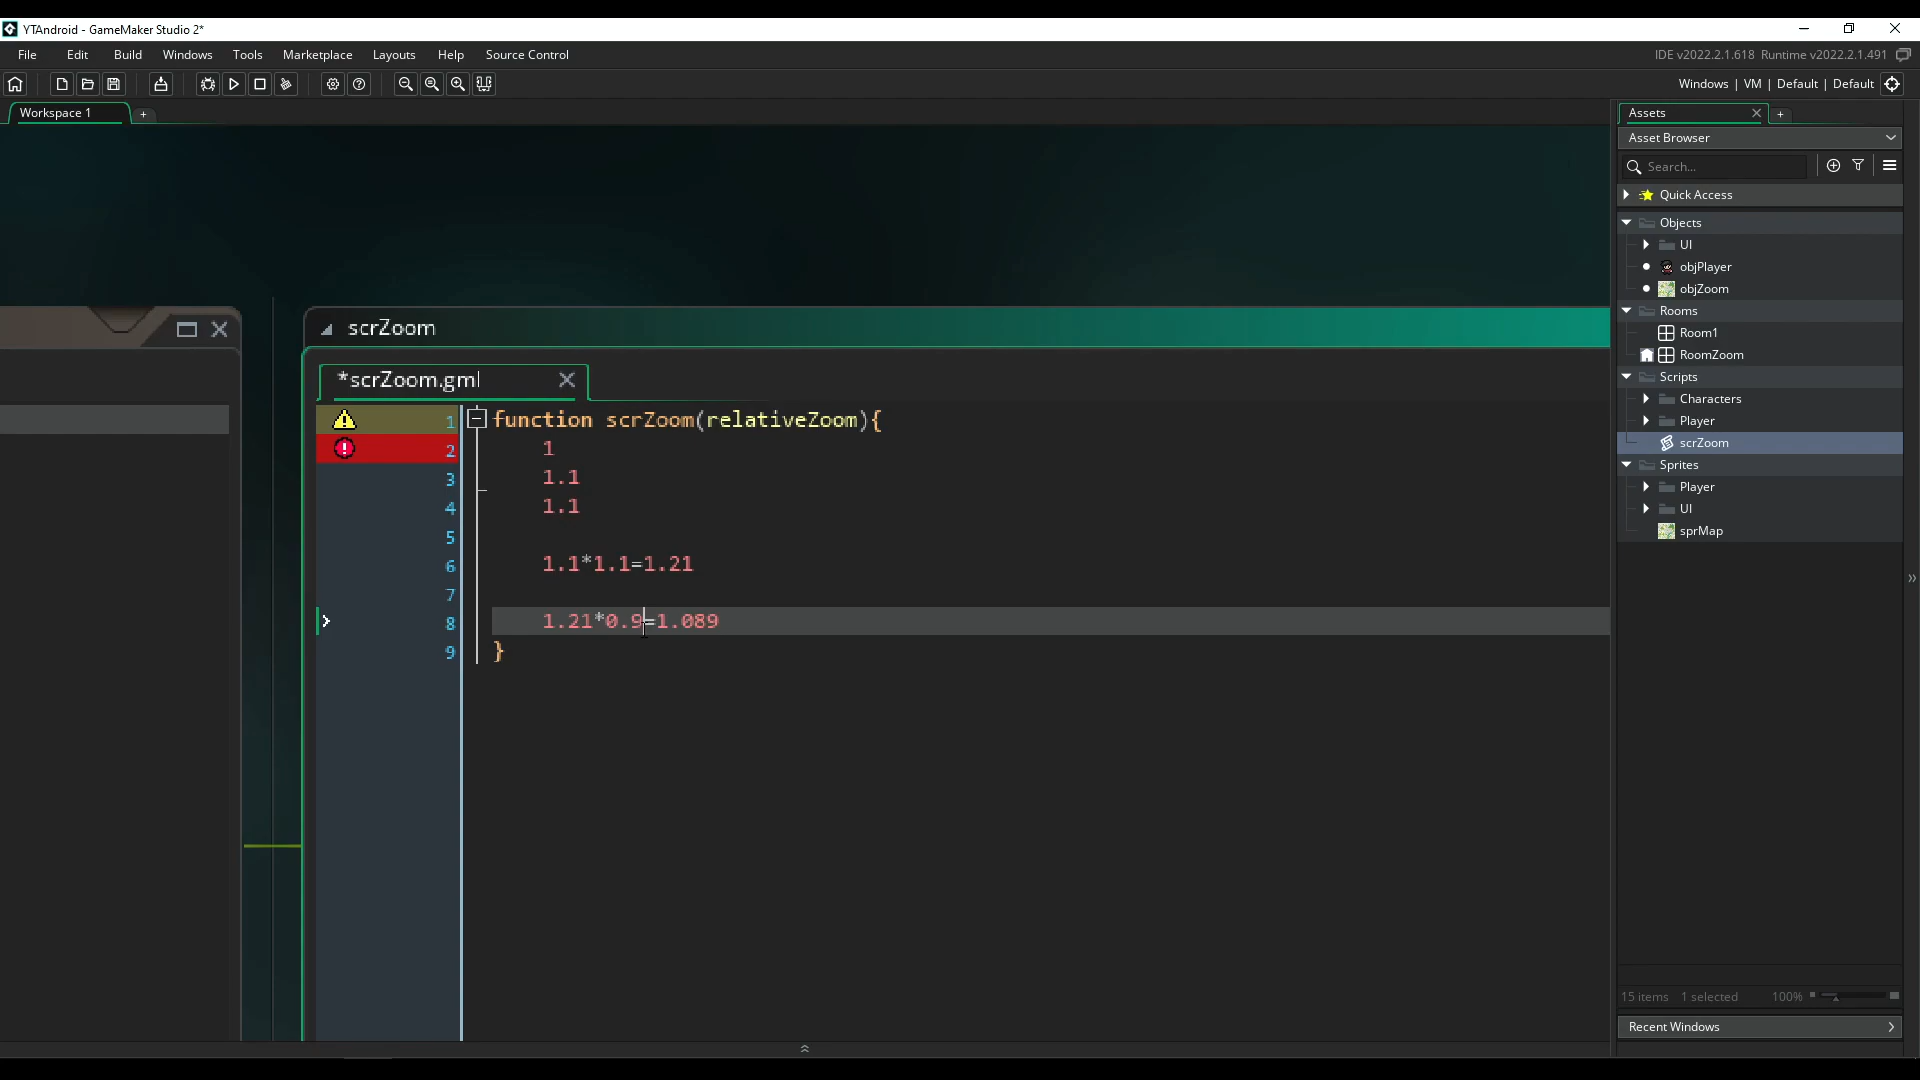 YTAndroid - GameMaker Studio 2*
File Edit Build Windows Tools Marketplace Layouts Help Source Control
IDE v2022.2.1.618 Runtime v2022.2.1.491
Windows | VM | Default | Default
Workspace 1 +
Assets +
Asset Browser
Search...
Quick Access
Objects
UI
objPlayer
objZoom
Rooms
Room1
RoomZoom
Scripts
Characters
Player
scrZoom
Sprites
Player
UI
sprMap
15 items 1 selected 100%
Recent Windows
scrZoom
*scrZoom.gml
1 function scrZoom(relativeZoom){
2 1
3 1.1
4 1.1
5
6 1.1*1.1=1.21
7
8 1.21*0.9=1.089
9 }